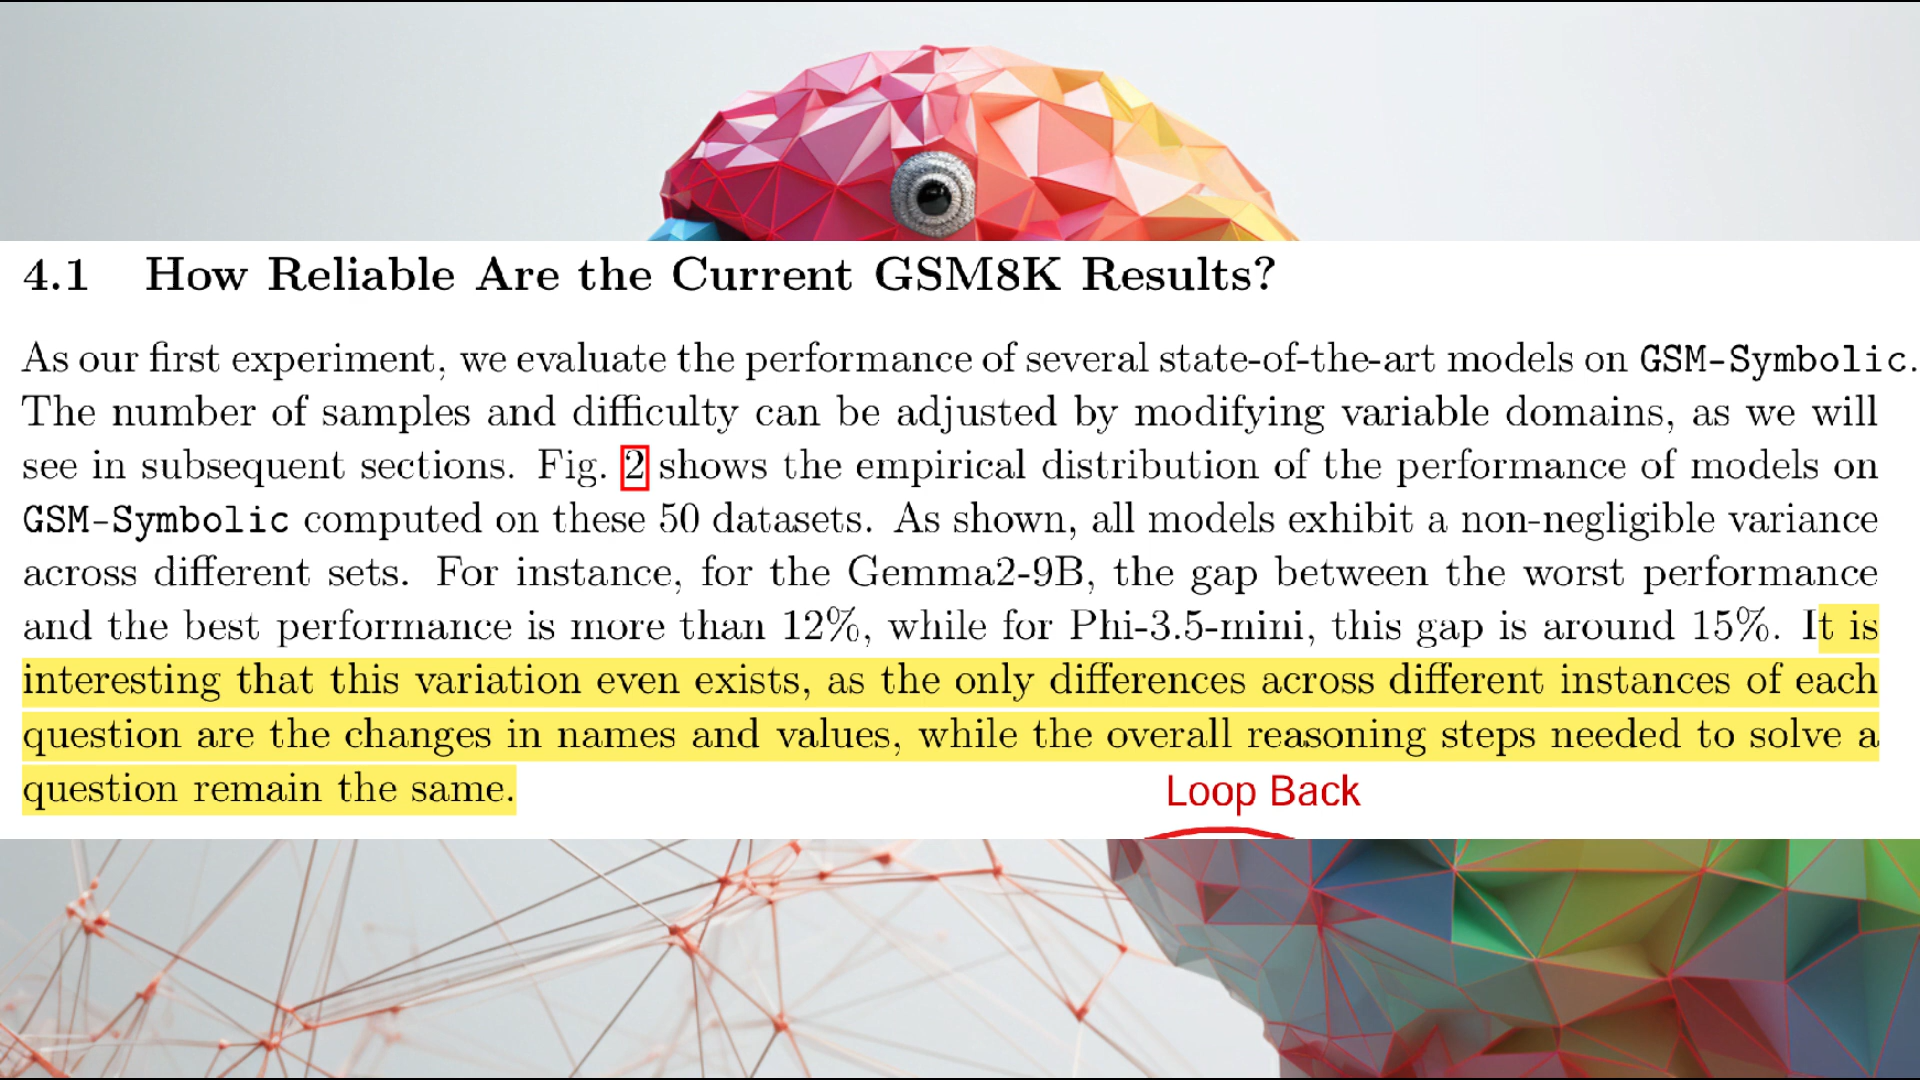 4.1 How Reliable Are the Current GSM8K Results?
As our first experiment, we evaluate the performance of several state-of-the-art models on GSM-Symbolic.
The number of samples and difficulty can be adjusted by modifying variable domains, as we will
see in subsequent sections. Fig. 2 shows the empirical distribution of the performance of models on
GSM-Symbolic computed on these 50 datasets. As shown, all models exhibit a non-negligible variance
across different sets. For instance, for the Gemma2-9B, the gap between the worst performance
and the best performance is more than 12%, while for Phi-3.5-mini, this gap is around 15%. It is
interesting that this variation even exists, as the only differences across different instances of each
question are the changes in names and values, while the overall reasoning steps needed to solve a
question remain the same.
Loop Back